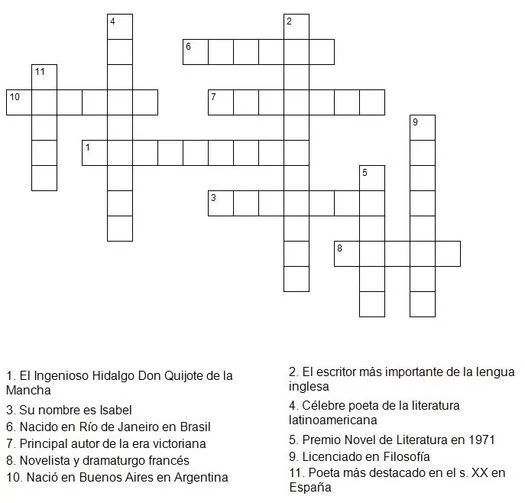 4
2
6
11
10
7
9
1
5
3
8
1. El Ingenioso Hidalgo Don Quijote de la
Mancha
3. Su nombre es Isabel
6. Nacido en Río de Janeiro en Brasil
7. Principal autor de la era victoriana
8. Novelista y dramaturgo francés
10. Nació en Buenos Aires en Argentina
2. El escritor más importante de la lengua
inglesa
4. Célebre poeta de la literatura
latinoamericana
5. Premio Novel de Literatura en 1971
9. Licenciado en Filosofía
11. Poeta más destacado en el s. XX en
España